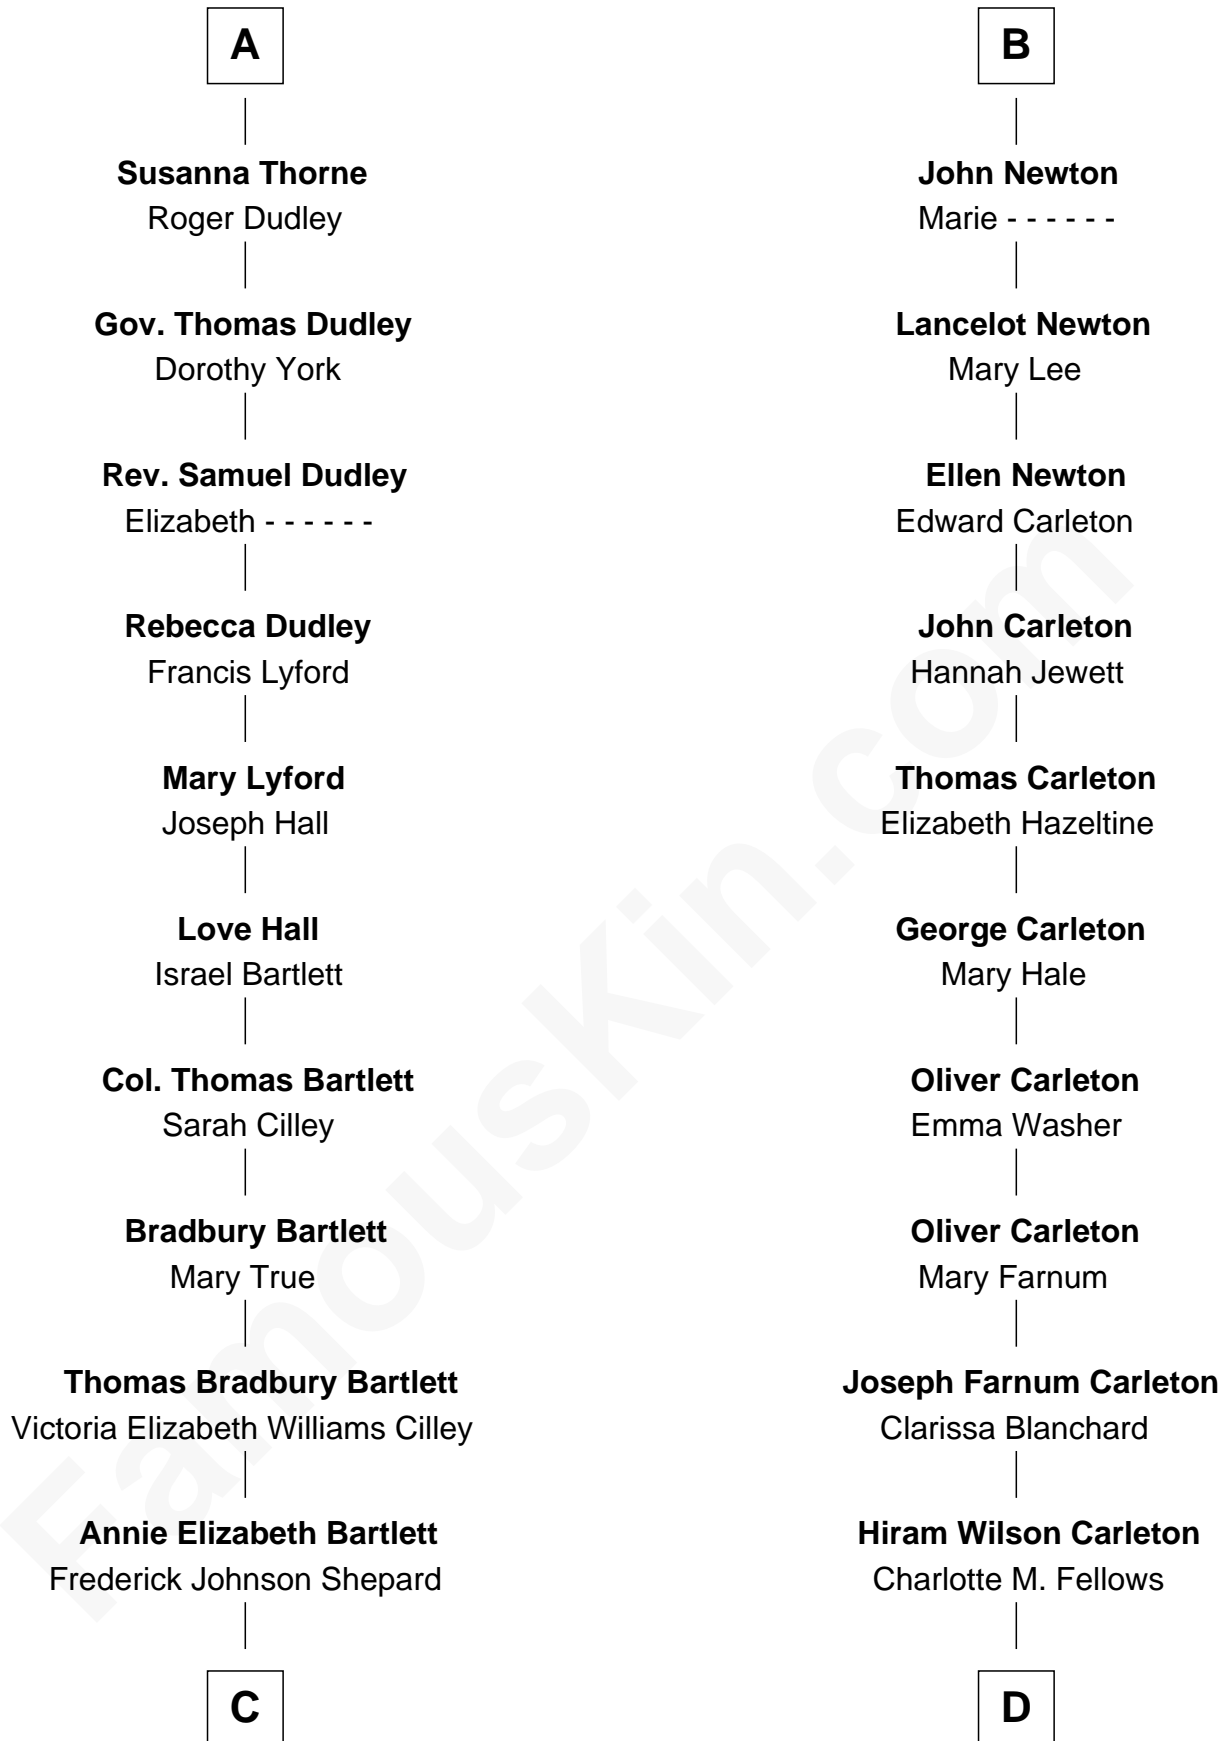 A
Susanna Thorne
Roger Dudley
Gov. Thomas Dudley
Dorothy York
Rev. Samuel Dudley
Elizabeth - - - - - -
Rebecca Dudley
Francis Lyford
Mary Lyford
Joseph Hall
Love Hall
Israel Bartlett
Col. Thomas Bartlett
Sarah Cilley
Bradbury Bartlett
Mary True
Thomas Bradbury Bartlett
Victoria Elizabeth Williams Cilley
Annie Elizabeth Bartlett
Frederick Johnson Shepard
C
B
John Newton
Marie - - - - - -
Lancelot Newton
Mary Lee
Ellen Newton
Edward Carleton
John Carleton
Hannah Jewett
Thomas Carleton
Elizabeth Hazeltine
George Carleton
Mary Hale
Oliver Carleton
Emma Washer
Oliver Carleton
Mary Farnum
Joseph Farnum Carleton
Clarissa Blanchard
Hiram Wilson Carleton
Charlotte M. Fellows
D
FamousKin.com